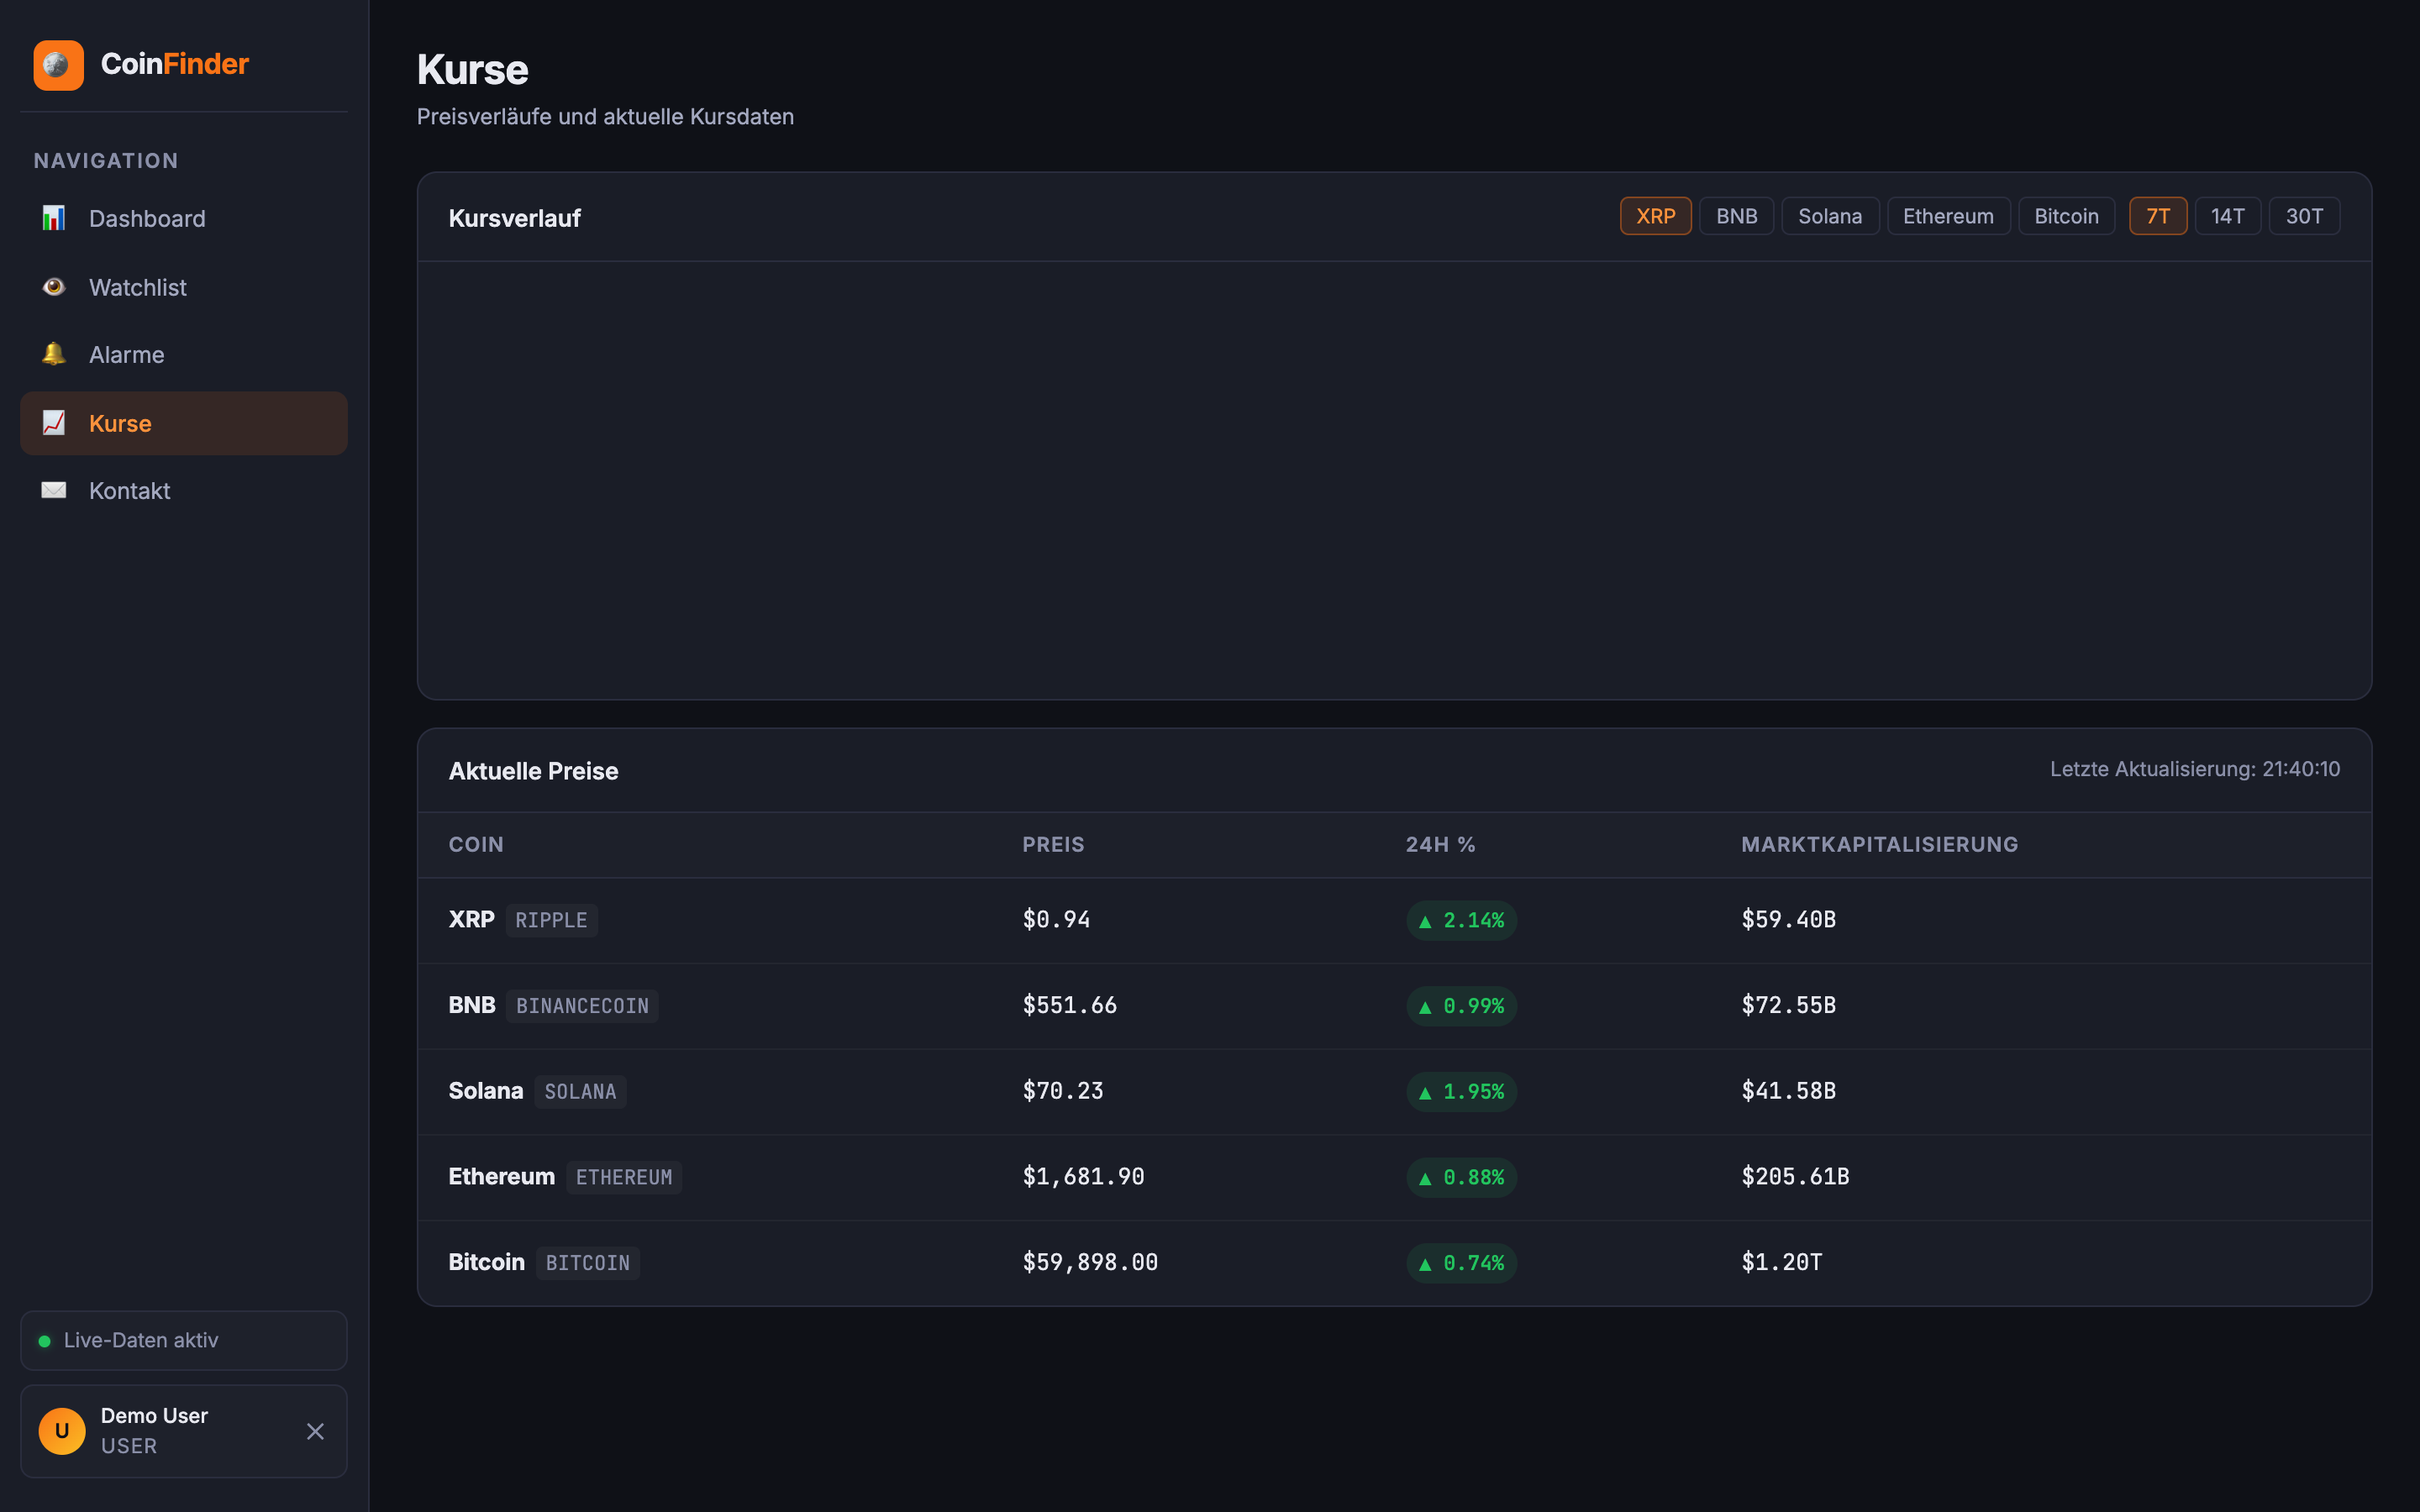 CoinFinder
NAVIGATION
Dashboard
Watchlist
Alarme
Kurse
Kontakt
Live-Daten aktiv
U
Demo User
USER
Kurse
Preisverläufe und aktuelle Kursdaten
Kursverlauf
XRP BNB Solana Ethereum Bitcoin 7T 14T 30T
Aktuelle Preise
Letzte Aktualisierung: 21:40:10
COIN PREIS 24H % MARKTKAPITALISIERUNG
XRP RIPPLE $0.94 ▲ 2.14% $59.40B
BNB BINANCECOIN $551.66 ▲ 0.99% $72.55B
Solana SOLANA $70.23 ▲ 1.95% $41.58B
Ethereum ETHEREUM $1,681.90 ▲ 0.88% $205.61B
Bitcoin BITCOIN $59,898.00 ▲ 0.74% $1.20T